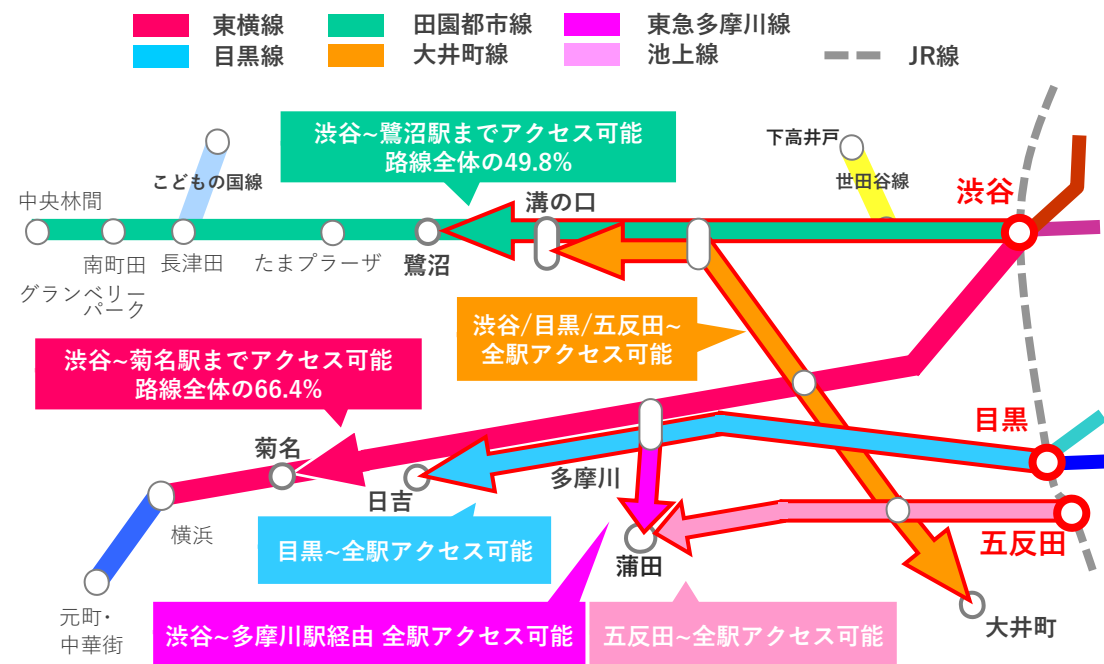 東横線
田園都市線
東急多摩川線
目黒線
大井町線
池上線
JR線
渋谷~鷺沼駅までアクセス可能
路線全体の49.8%
下高井戸
こどもの国線
世田谷線
渋谷
中央林間
溝の口
南町田
グランベリー
パーク
長津田
たまプラーザ
鷺沼
渋谷/目黒/五反田~
全駅アクセス可能
渋谷~菊名駅までアクセス可能
路線全体の66.4%
目黒
菊名
日吉
多摩川
横浜
目黒~全駅アクセス可能
五反田
蒲田
元町・
中華街
渋谷~多摩川駅経由 全駅アクセス可能
五反田~全駅アクセス可能
大井町